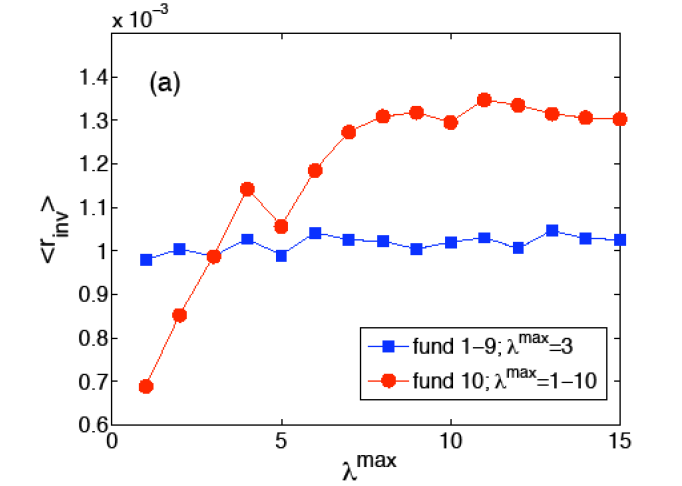 x 10⁻³
(a)
1.4
1.3
1.2
1.1
1
0.9
0.8
0.7
0.6
<r_inv>
fund 1–9; λ^max=3
fund 10; λ^max=1–10
0
5
10
15
λ^max